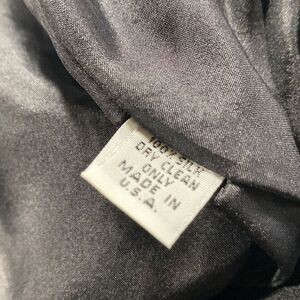 100% SILK
DRY CLEAN
ONLY
MADE IN
U.S.A.